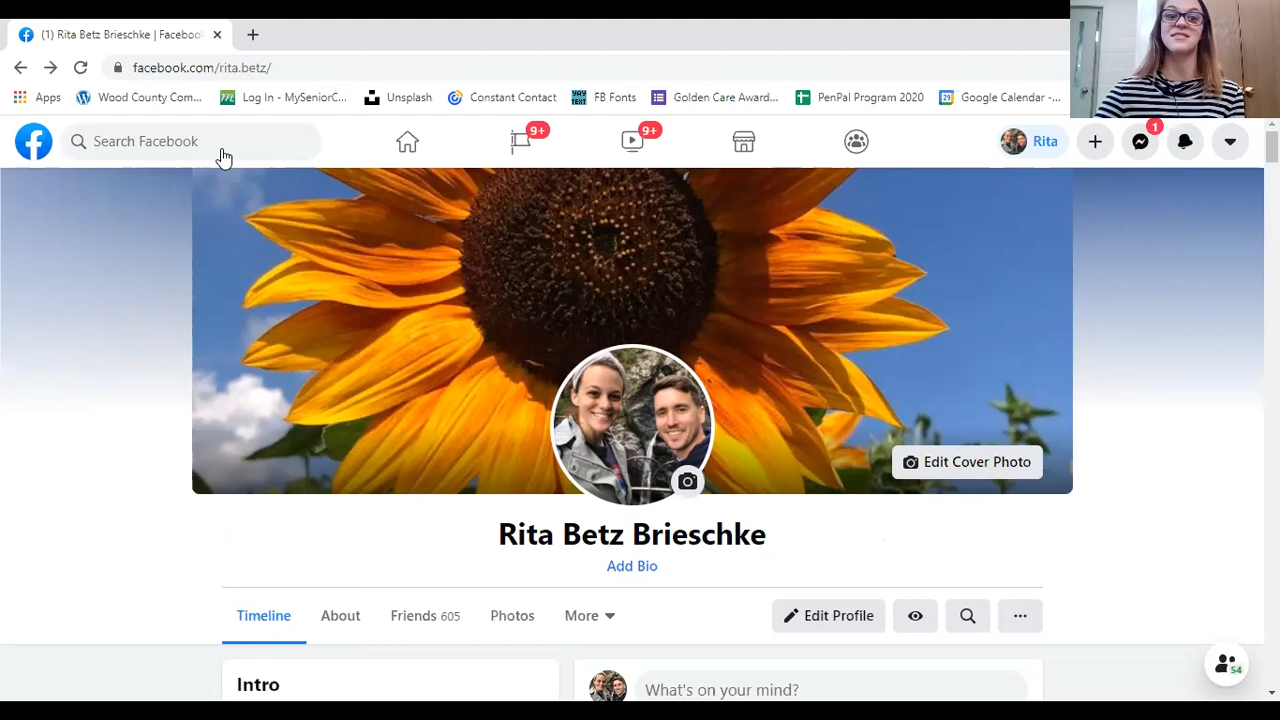 (1) Rita Betz Brieschke | Faceboo
facebook.com/rita.betz/
Apps Wood County Com... Log In - MySeniorC... Unsplash Constant Contact YAY TEXT FB Fonts Golden Care Award... PenPal Program 2020 Google Calendar -...
Search Facebook 9+ 9+ Rita 1
Edit Cover Photo
Rita Betz Brieschke
Add Bio
Timeline About Friends 605 Photos More Edit Profile ...
54
Intro What's on your mind?